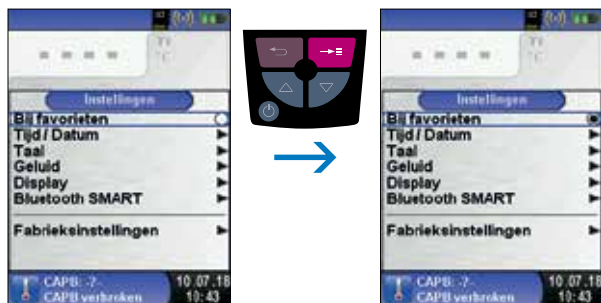 T1
°C
Instellingen
Bij favorieten
Tijd / Datum
Taal
Geluid
Display
Bluetooth SMART
Fabrieksinstellingen
CAPB: -?-
CAPB verbroken
10.07.18
10:43
T1
°C
Instellingen
Bij favorieten
Tijd / Datum
Taal
Geluid
Display
Bluetooth SMART
Fabrieksinstellingen
CAPB: -?-
CAPB verbroken
10.07.18
10:43